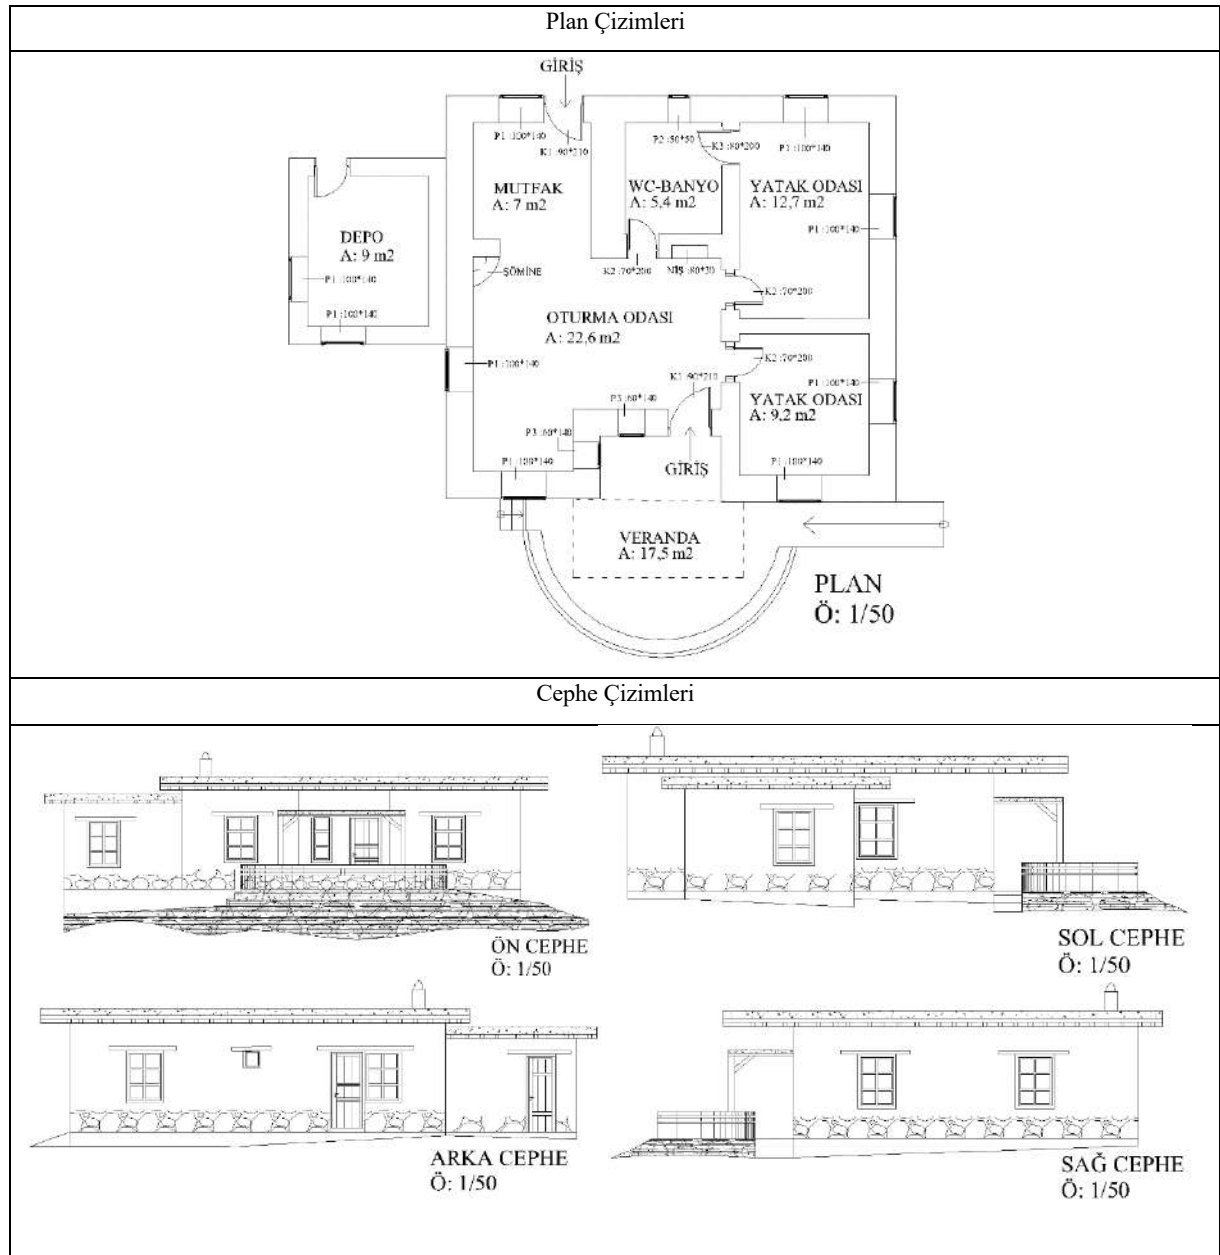 Plan Çizimleri
GİRİŞ
P1 :100*140
K1 :90*210
P2 :50*50
K3 :80*200
P1 :100*140
MUTFAK
A: 7 m2
WC-BANYO
A: 5,4 m2
YATAK ODASI
A: 12,7 m2
P1 :100*140
DEPO
A: 9 m2
P1 :100*140
P1 :100*140
ŞÖMİNE
K2 :70*200
NİŞ :80*30
K2 :70*200
OTURMA ODASI
A: 22,6 m2
P1 :100*140
K2 :70*200
K1 :90*210
P1 :100*140
YATAK ODASI
A: 9,2 m2
P3 :60*140
P3 :60*140
P1 :100*140
P1 :100*140
GİRİŞ
VERANDA
A: 17,5 m2
PLAN
Ö: 1/50
Cephe Çizimleri
ÖN CEPHE
Ö: 1/50
SOL CEPHE
Ö: 1/50
ARKA CEPHE
Ö: 1/50
SAĞ CEPHE
Ö: 1/50